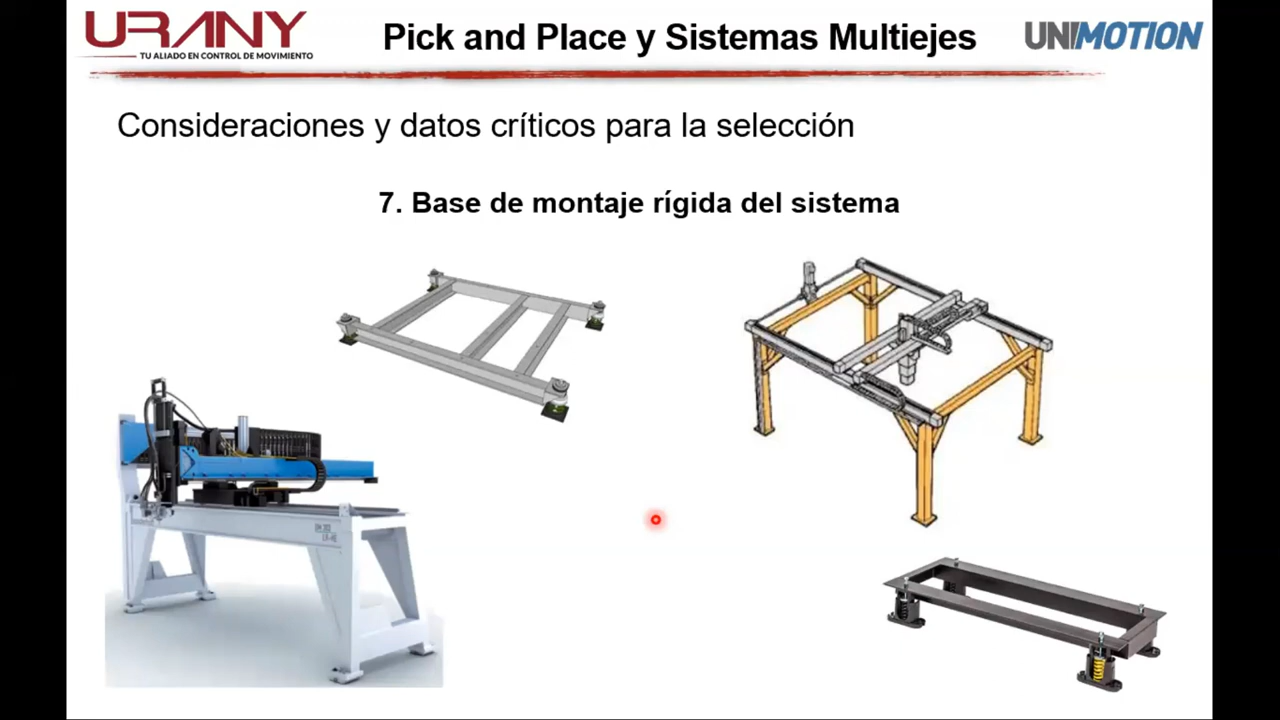 URANY
TU ALIADO EN CONTROL DE MOVIMIENTO
Pick and Place y Sistemas Multiejes
UNIMOTION
Consideraciones y datos críticos para la selección
7. Base de montaje rígida del sistema